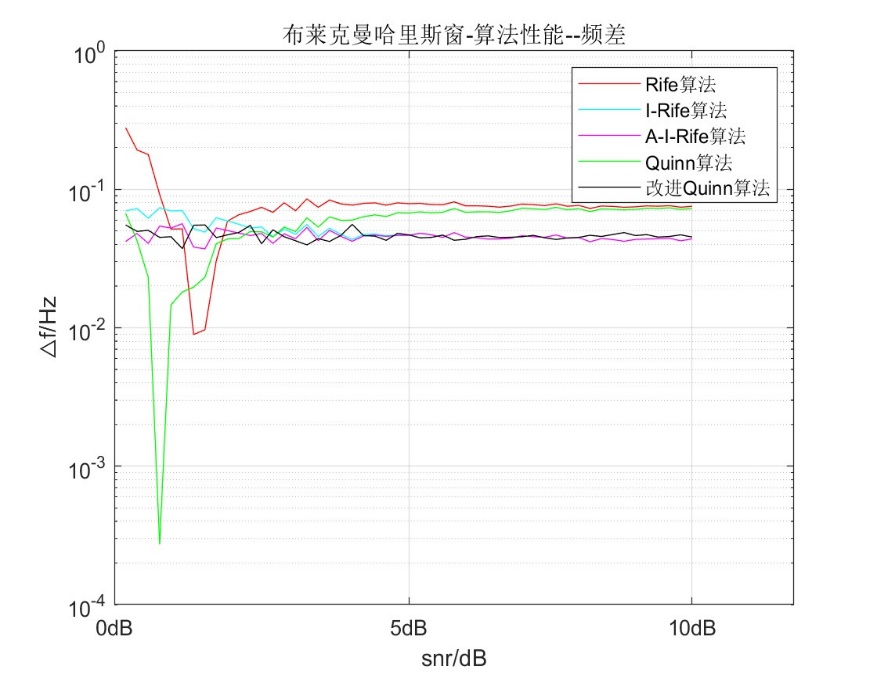 布莱克曼哈里斯窗-算法性能--频差
10^0
10^-1
10^-2
10^-3
10^-4
△f/Hz
Rife算法
I-Rife算法
A-I-Rife算法
Quinn算法
改进Quinn算法
0dB
5dB
10dB
snr/dB